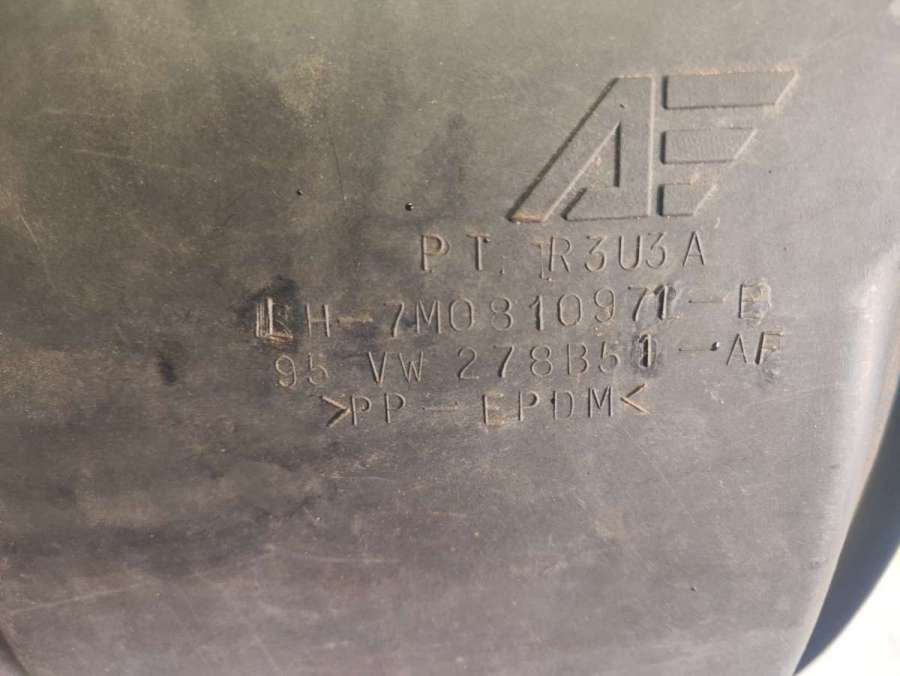 AE
PT. R3U3A
LH-7M0810971-B
95 VW 278B51-AF
>PP-EPDM<